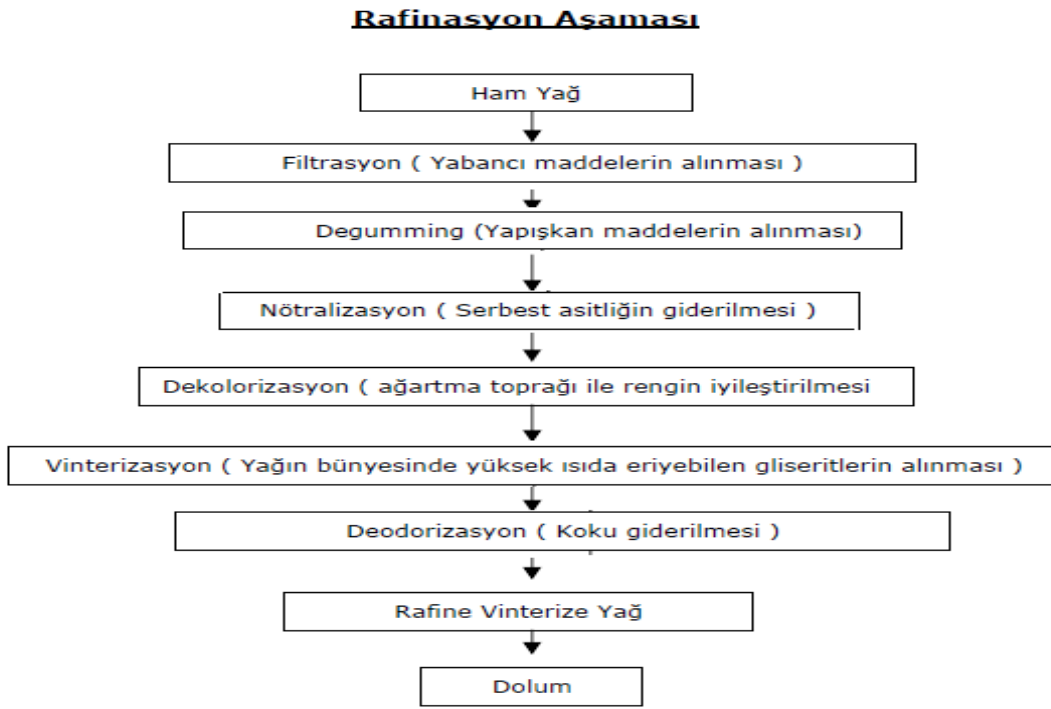 Rafinasyon Aşaması
Ham Yağ
Filtrasyon ( Yabancı maddelerin alınması )
Degumming (Yapışkan maddelerin alınması)
Nötralizasyon ( Serbest asitliğin giderilmesi )
Dekolorizasyon ( ağartma toprağı ile rengin iyileştirilmesi
Vinterizasyon ( Yağın bünyesinde yüksek ısıda eriyebilen gliseritlerin alınması )
Deodorizasyon ( Koku giderilmesi )
Rafine Vinterize Yağ
Dolum